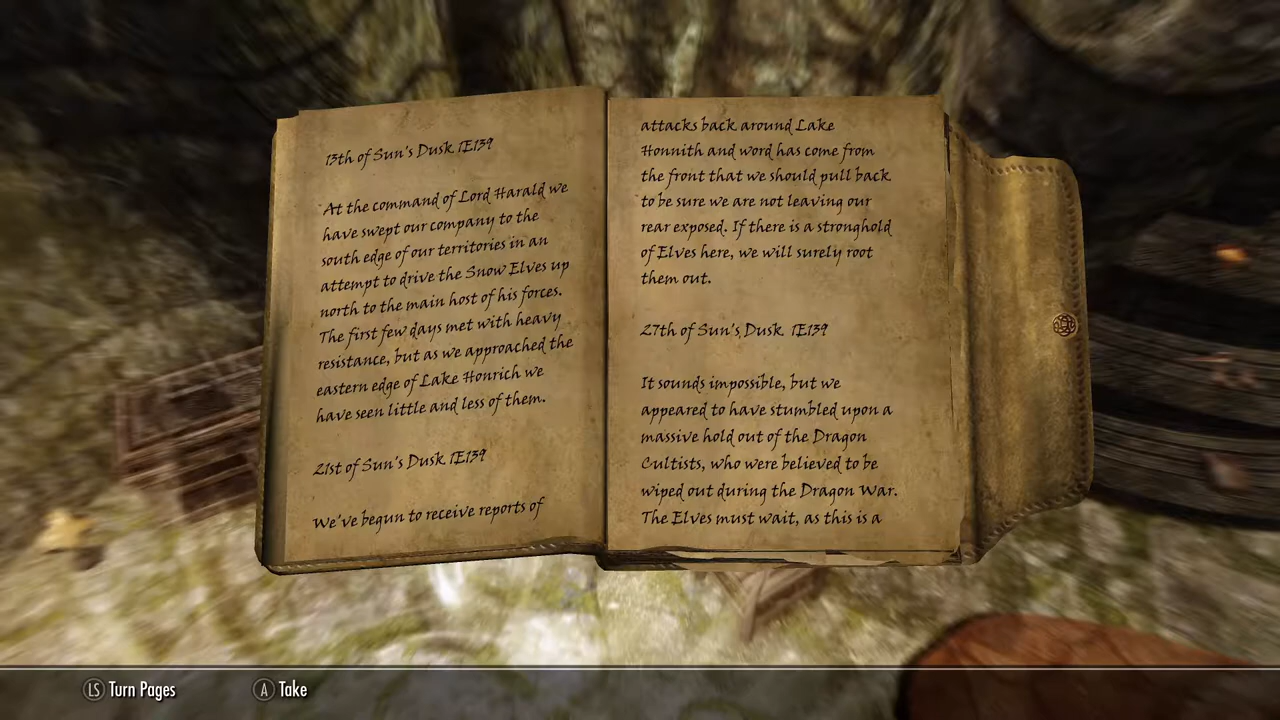 13th of Sun's Dusk 1E139
At the command of Lord Harald we
have swept our company to the
south edge of our territories in an
attempt to drive the Snow Elves up
north to the main host of his forces.
The first few days met with heavy
resistance, but as we approached the
eastern edge of Lake Honrich we
have seen little and less of them.
21st of Sun's Dusk 1E139
We've begun to receive reports of
attacks back around Lake
Honnith and word has come from
the front that we should pull back
to be sure we are not leaving our
rear exposed. If there is a stronghold
of Elves here, we will surely root
them out.
27th of Sun's Dusk 1E139
It sounds impossible, but we
appeared to have stumbled upon a
massive hold out of the Dragon
Cultists, who were believed to be
wiped out during the Dragon War.
The Elves must wait, as this is a
LS Turn Pages
A Take